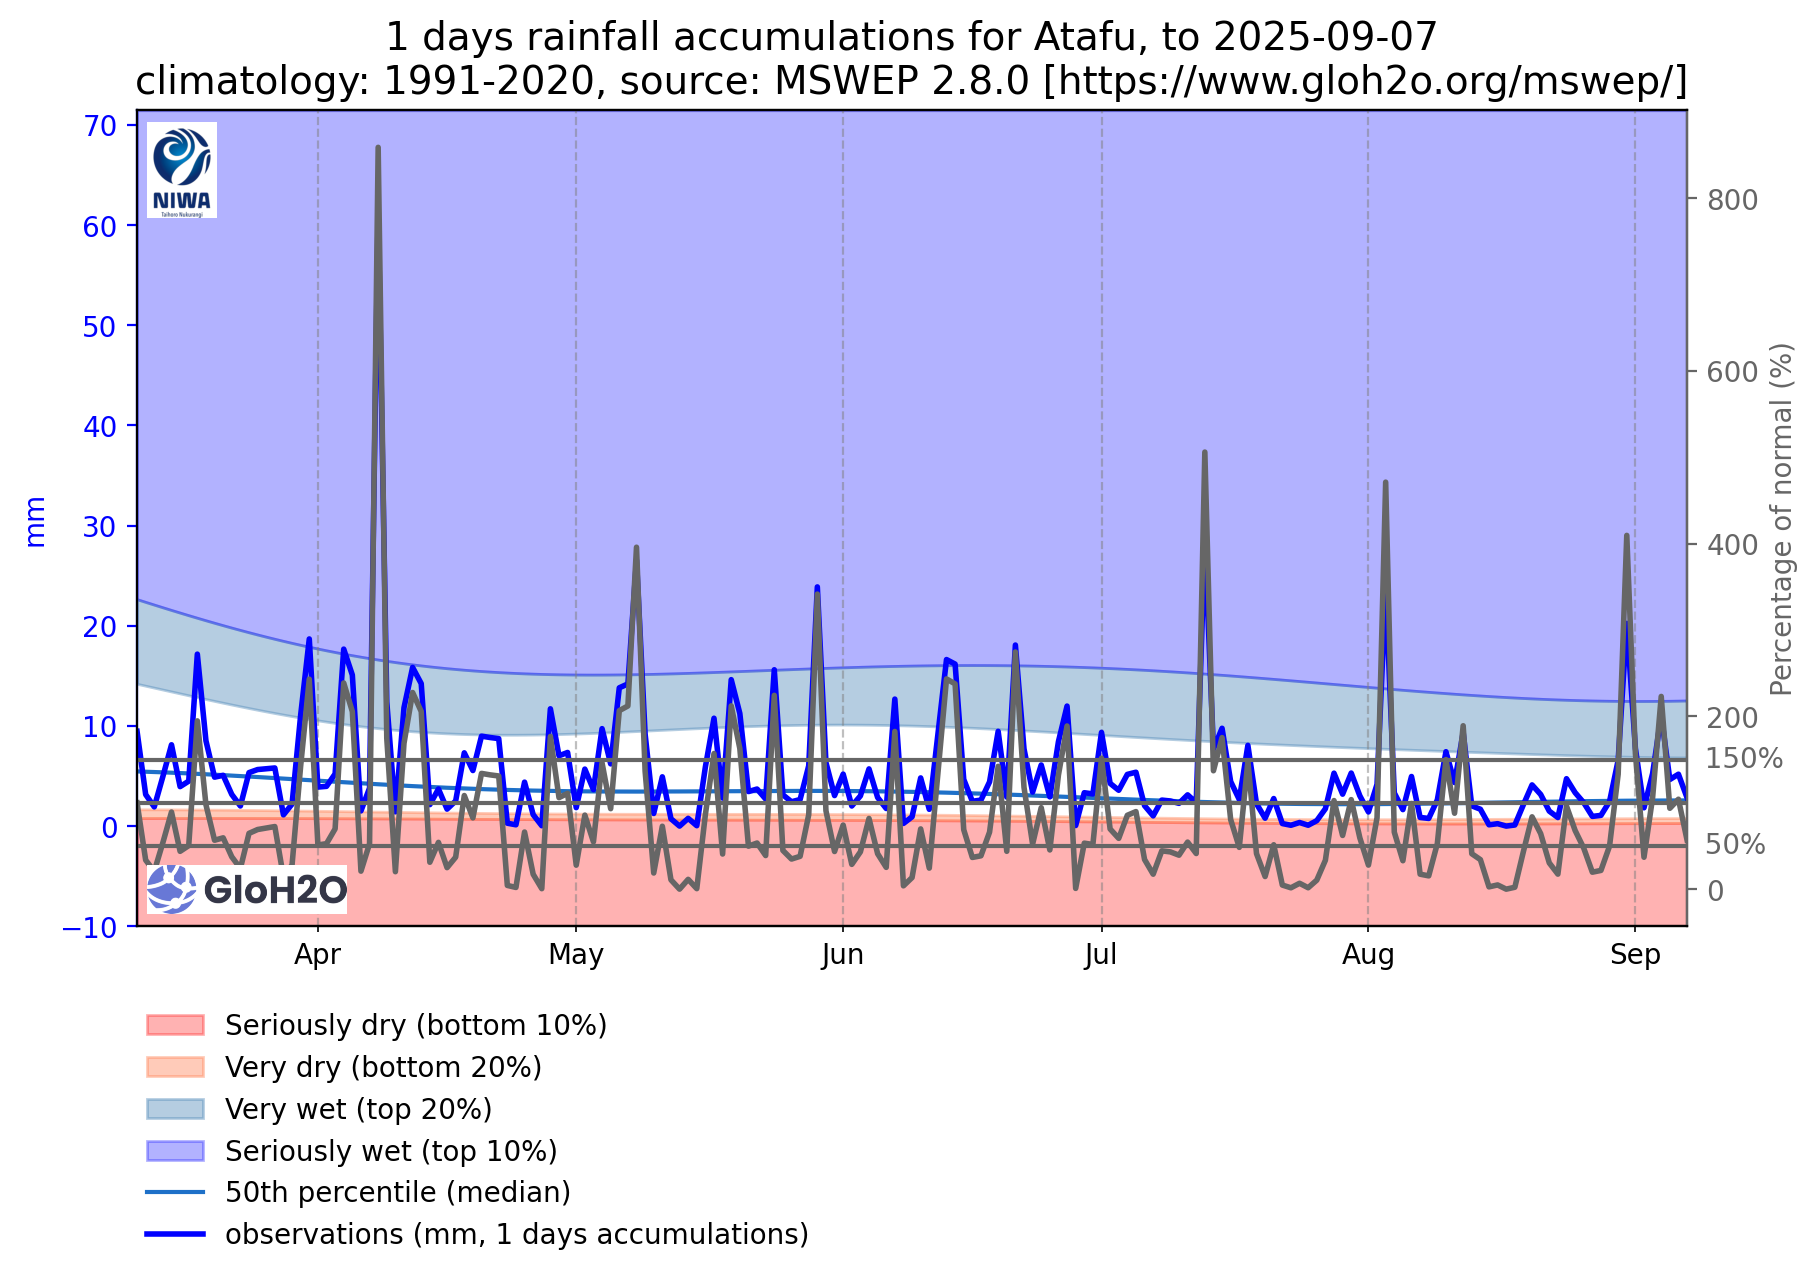 1 days rainfall accumulations for Atafu, to 2025-09-07
climatology: 1991-2020, source: MSWEP 2.8.0 [https://www.gloh2o.org/mswep/]
NIWA
Taihoro Nukurangi
70
60
50
40
30
20
10
0
−10
mm
800
600
400
200
150%
50%
0
Percentage of normal (%)
GloH2O
Apr
May
Jun
Jul
Aug
Sep
Seriously dry (bottom 10%)
Very dry (bottom 20%)
Very wet (top 20%)
Seriously wet (top 10%)
50th percentile (median)
observations (mm, 1 days accumulations)